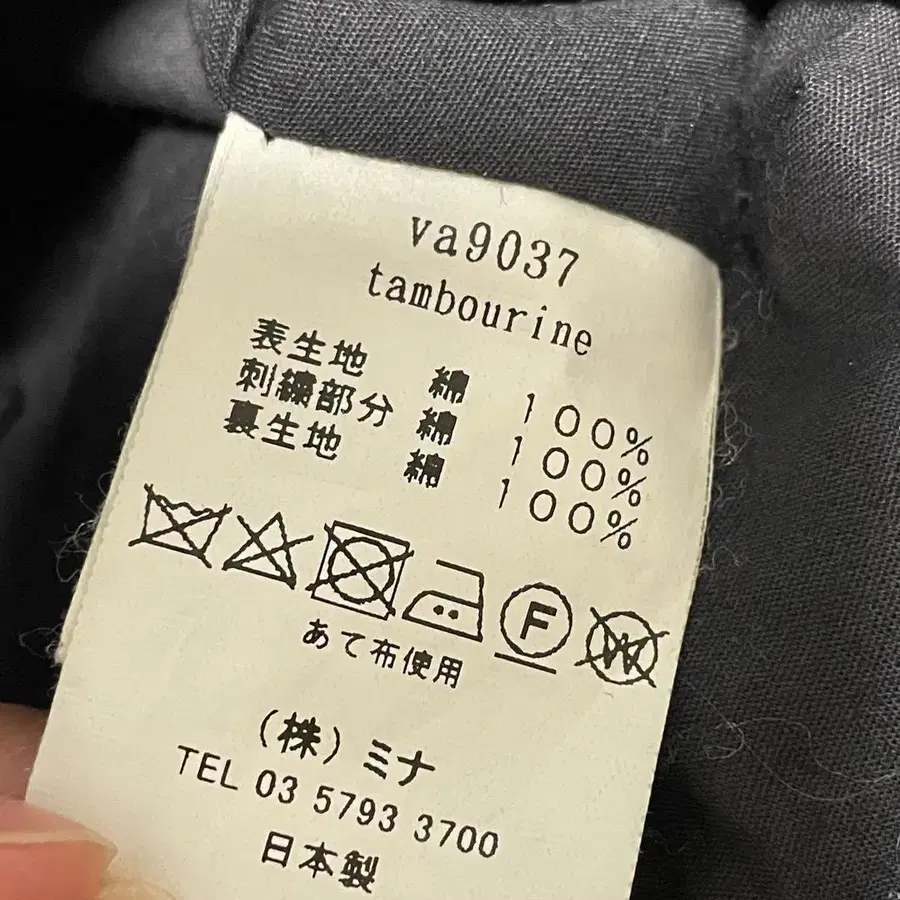 va9037
tambourine
表生地 綿 100%
刺繍部分 綿 100%
裏生地 綿 100%
F W
あて布使用
(株)ミナ
TEL 03 5793 3700
日本製